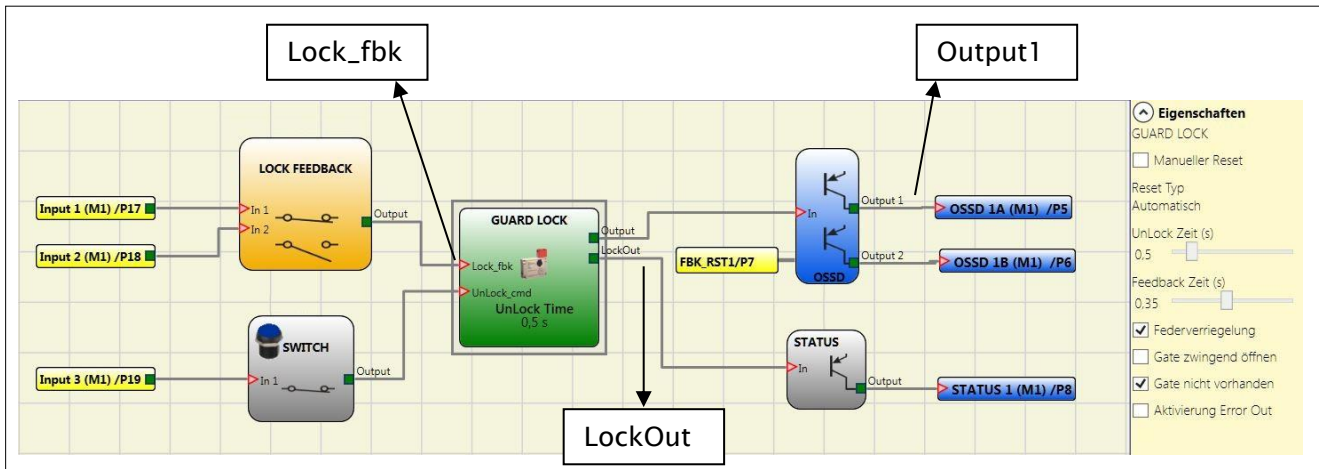 Lock_fbk
Output1
LOCK FEEDBACK
Input 1 (M1) /P17
In 1
Output
Input 2 (M1) /P18
In 2
GUARD LOCK
Output
LockOut
Lock_fbk
UnLock_cmd
UnLock Time
0,5 s
SWITCH
Input 3 (M1) /P19
In 1
Output
In
Output 1
Output 2
OSSD
FBK_RST1/P7
OSSD 1A (M1) /P5
OSSD 1B (M1) /P6
STATUS
In
Output
STATUS 1 (M1) /P8
LockOut
Eigenschaften
GUARD LOCK
Manueller Reset
Reset Typ
Automatisch
UnLock Zeit (s)
0,5
Feedback Zeit (s)
0,35
Federverriegelung
Gate zwingend öffnen
Gate nicht vorhanden
Aktivierung Error Out